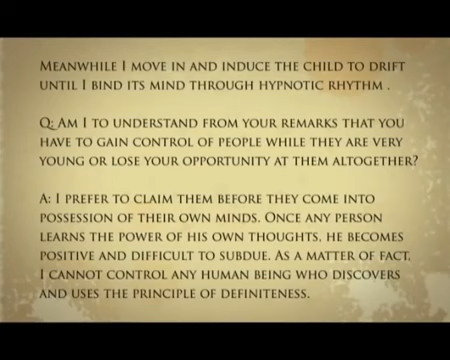 MEANWHILE I MOVE IN AND INDUCE THE CHILD TO DRIFT
UNTIL I BIND ITS MIND THROUGH HYPNOTIC RHYTHM .
Q: AM I TO UNDERSTAND FROM YOUR REMARKS THAT YOU
HAVE TO GAIN CONTROL OF PEOPLE WHILE THEY ARE VERY
YOUNG OR LOSE YOUR OPPORTUNITY AT THEM ALTOGETHER?
A: I PREFER TO CLAIM THEM BEFORE THEY COME INTO
POSSESSION OF THEIR OWN MINDS. ONCE ANY PERSON
LEARNS THE POWER OF HIS OWN THOUGHTS, HE BECOMES
POSITIVE AND DIFFICULT TO SUBDUE. AS A MATTER OF FACT,
I CANNOT CONTROL ANY HUMAN BEING WHO DISCOVERS
AND USES THE PRINCIPLE OF DEFINITENESS.